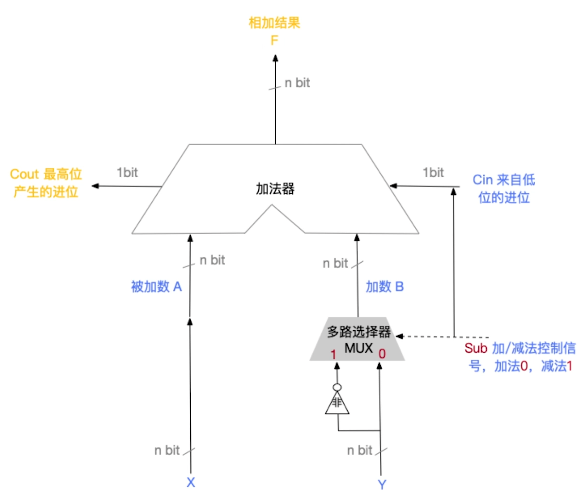 相加结果
F
n bit
Cout 最高位
产生的进位
1bit
加法器
1bit
Cin 来自低
位的进位
n bit
n bit
被加数 A
加数 B
多路选择器
MUX
1 0
Sub 加/减法控制信
号，加法0，减法1
非
n bit
n bit
X
Y